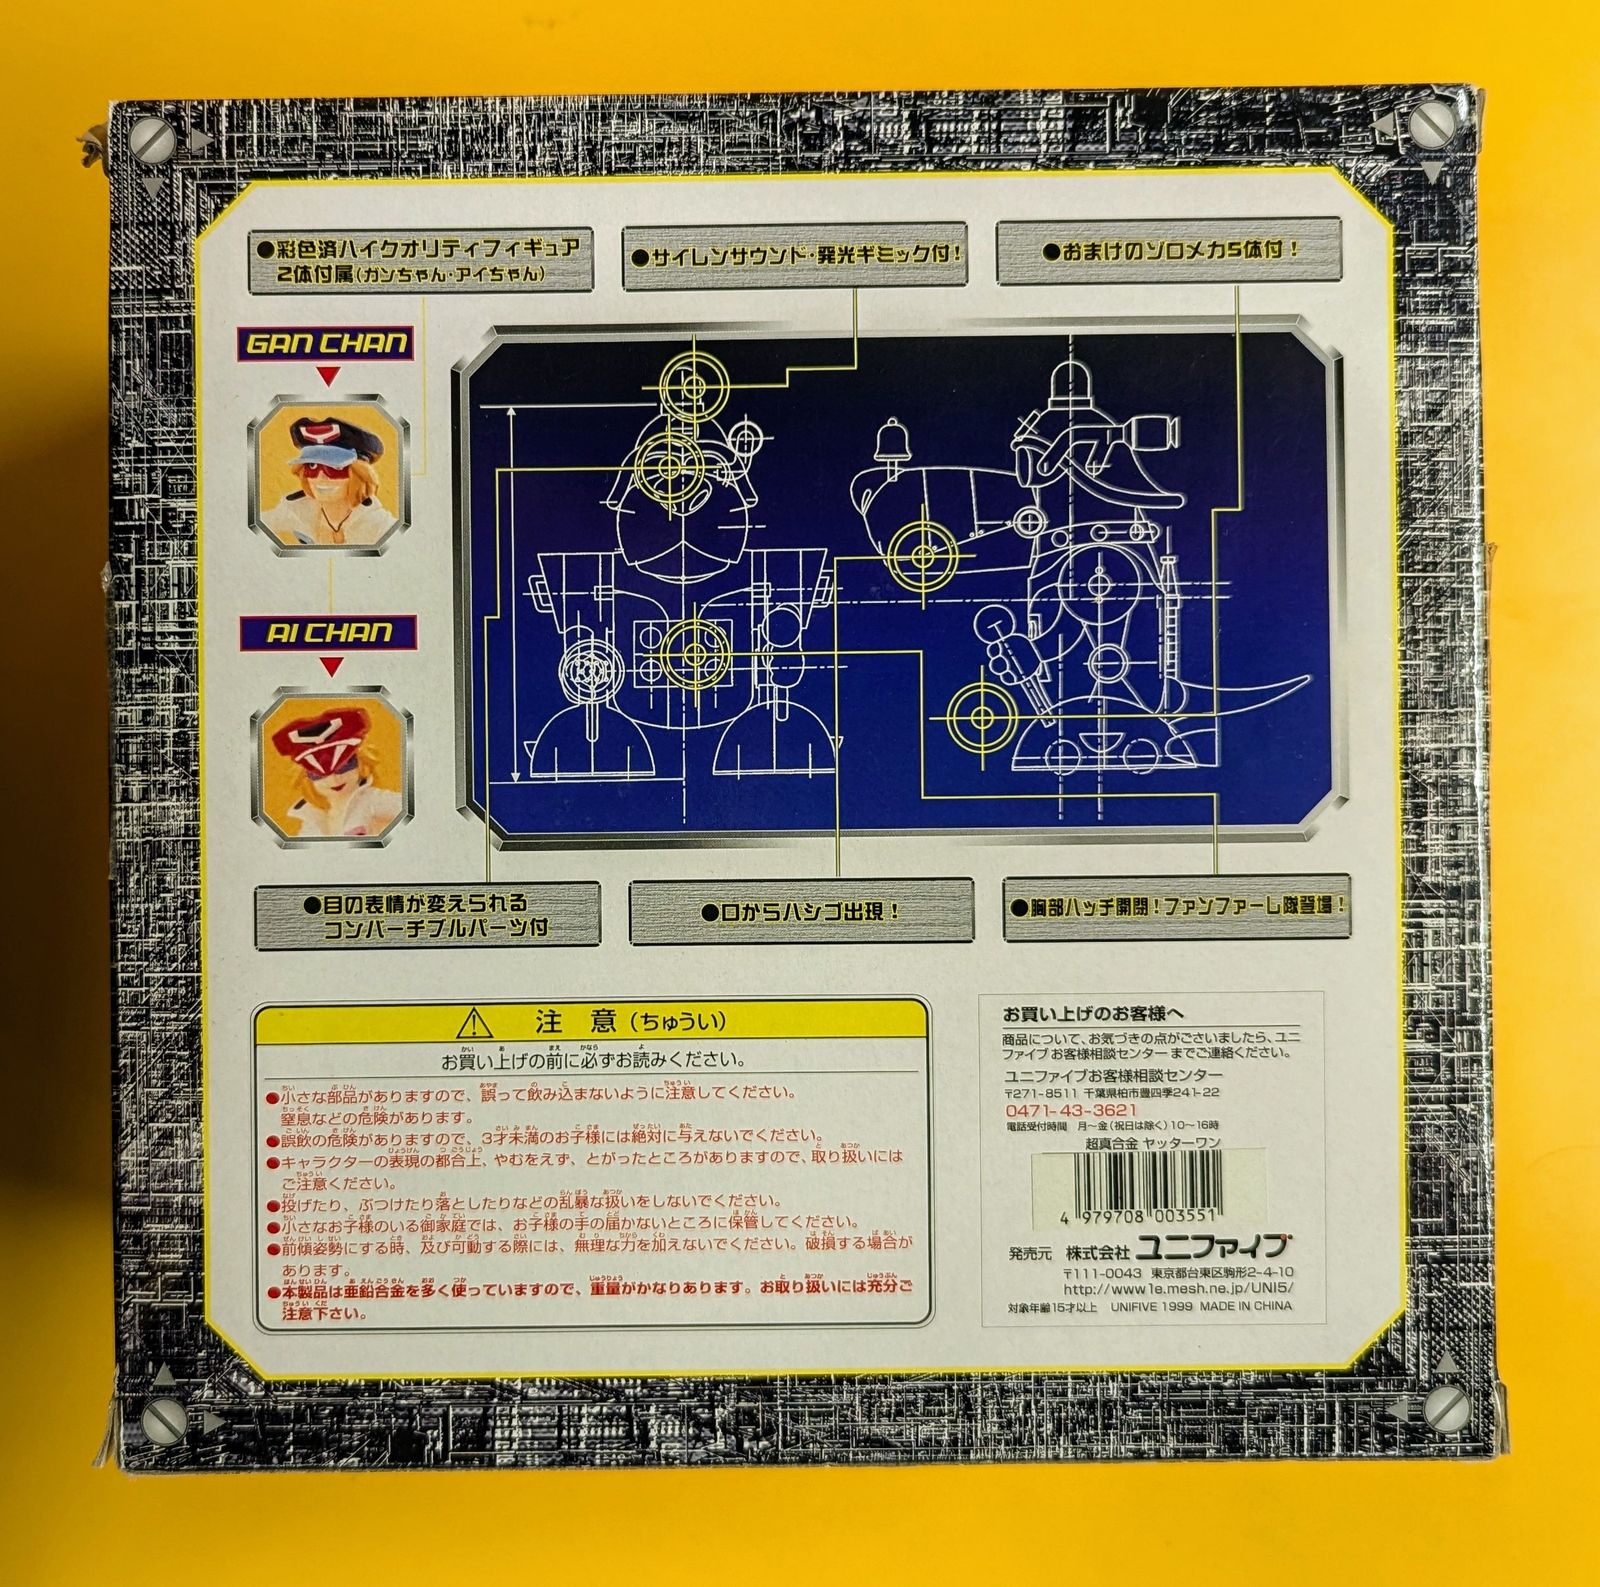 ●彩色済ハイクオリティフィギュア
2体付属(ガンちゃん・アイちゃん)
●サイレンサウンド・発光ギミック付!
●おまけのゾロメカ5体付!
GAN CHAN
AI CHAN
●目の表情が変えられる
コンバーチブルパーツ付
●口からハシゴ出現!
●胸部ハッチ開閉!ファンファーレ隊登場!
注 意(ちゅうい)
お買い上げの前に必ずお読みください。
●小さな部品がありますので、誤って飲み込まないように注意してください。
窒息などの危険があります。
●誤飲の危険がありますので、3才未満のお子様には絶対に与えないでください。
●キャラクターの表現の都合上、やむをえず、とがったところがありますので、取り扱いには
ご注意ください。
●投げたり、ぶつけたり落としたりなどの乱暴な扱いをしないでください。
●小さなお子様のいる御家庭では、お子様の手の届かないところに保管してください。
●前傾姿勢にする時、及び可動する際には、無理な力を加えないでください。破損する場合が
あります。
●本製品は亜鉛合金を多く使っていますので、重量がかなりあります。お取り扱いには充分ご
注意下さい。
お買い上げのお客様へ
商品について、お気づきの点がございましたら、ユニ
ファイブお客様相談センターまでご連絡ください。
ユニファイブお客様相談センター
〒271-8511 千葉県柏市豊四季241-22
0471-43-3621
電話受付時間 月〜金(祝日は除く)10〜16時
超真合金 ヤッターワン
4 979708 003551
発売元 株式会社 ユニファイブ
〒111-0043 東京都台東区駒形2-4-10
http://www1e.mesh.ne.jp/UNI5/
対象年齢15才以上 UNIFIVE 1999 MADE IN CHINA